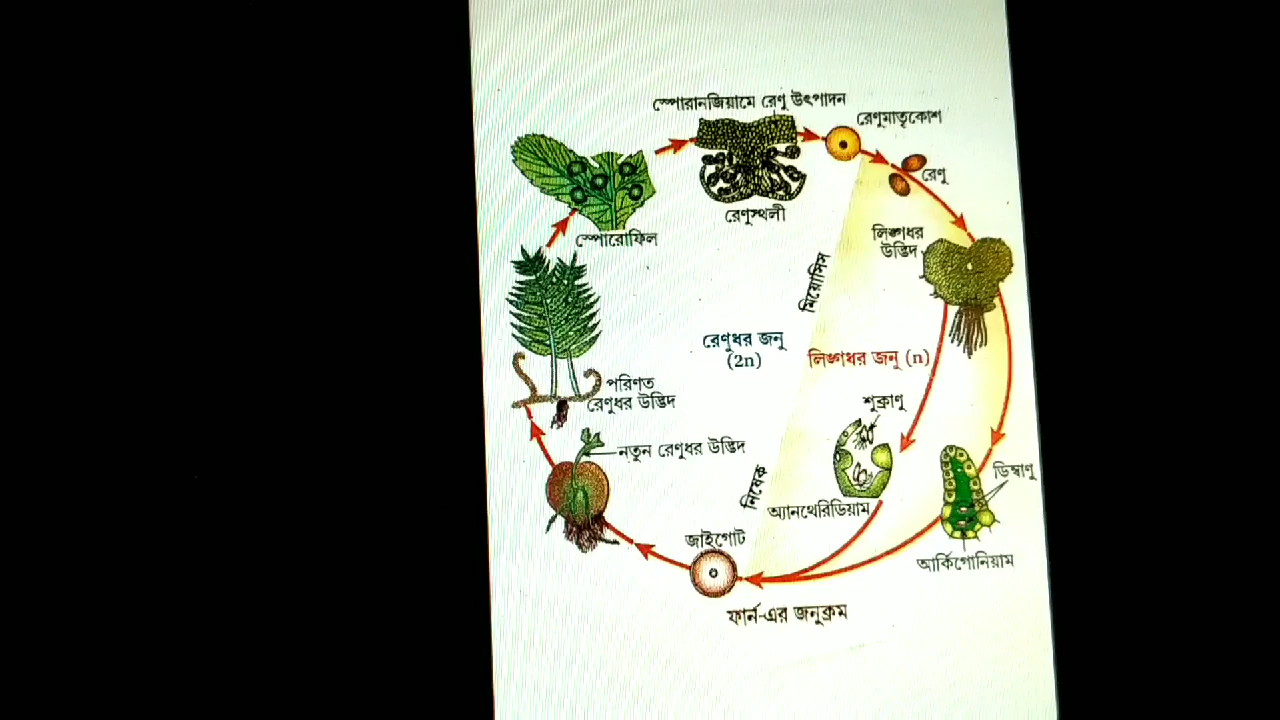 স্পোরানজিয়ামে রেণু উৎপাদন
রেণুমাতৃকোশ
রেণু
রেণুস্থলী
স্পোরোফিল
লিঙ্গধর
উদ্ভিদ
মিয়োসিস
রেণুধর জনু
(2n)
লিঙ্গধর জনু (n)
পরিণত
রেণুধর উদ্ভিদ
শুক্রাণু
নতুন রেণুধর উদ্ভিদ
ডিম্বাণু
নিষেক
অ্যানথেরিডিয়াম
জাইগোট
আর্কিগোনিয়াম
ফার্ন-এর জনুক্রম